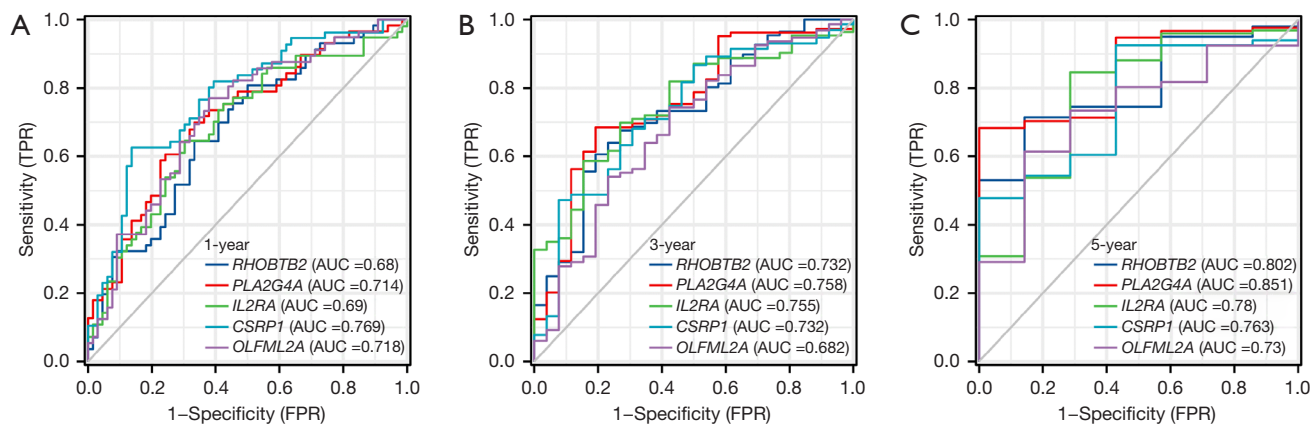 A
Sensitivity (TPR)
1.0
0.8
0.6
0.4
0.2
0.0
1-year
RHOBTB2 (AUC =0.68)
PLA2G4A (AUC =0.714)
IL2RA (AUC =0.69)
CSRP1 (AUC =0.769)
OLFML2A (AUC =0.718)
0.0 0.2 0.4 0.6 0.8 1.0
1–Specificity (FPR)
B
Sensitivity (TPR)
1.0
0.8
0.6
0.4
0.2
0.0
3-year
RHOBTB2 (AUC =0.732)
PLA2G4A (AUC =0.758)
IL2RA (AUC =0.755)
CSRP1 (AUC =0.732)
OLFML2A (AUC =0.682)
0.0 0.2 0.4 0.6 0.8 1.0
1–Specificity (FPR)
C
Sensitivity (TPR)
1.0
0.8
0.6
0.4
0.2
0.0
5-year
RHOBTB2 (AUC =0.802)
PLA2G4A (AUC =0.851)
IL2RA (AUC =0.78)
CSRP1 (AUC =0.763)
OLFML2A (AUC =0.73)
0.0 0.2 0.4 0.6 0.8 1.0
1–Specificity (FPR)